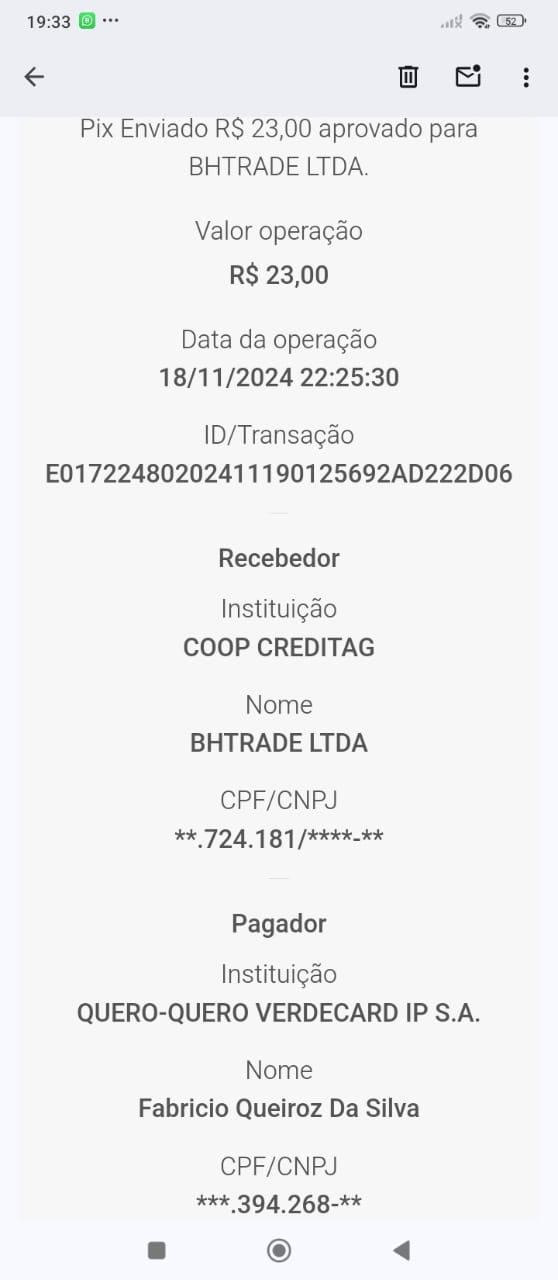 19:33
52
Pix Enviado R$ 23,00 aprovado para
BHTRADE LTDA.
Valor operação
R$ 23,00
Data da operação
18/11/2024 22:25:30
ID/Transação
E01722480202411190125692AD222D06
Recebedor
Instituição
COOP CREDITAG
Nome
BHTRADE LTDA
CPF/CNPJ
**.724.181/****-**
Pagador
Instituição
QUERO-QUERO VERDECARD IP S.A.
Nome
Fabricio Queiroz Da Silva
CPF/CNPJ
***.394.268-**